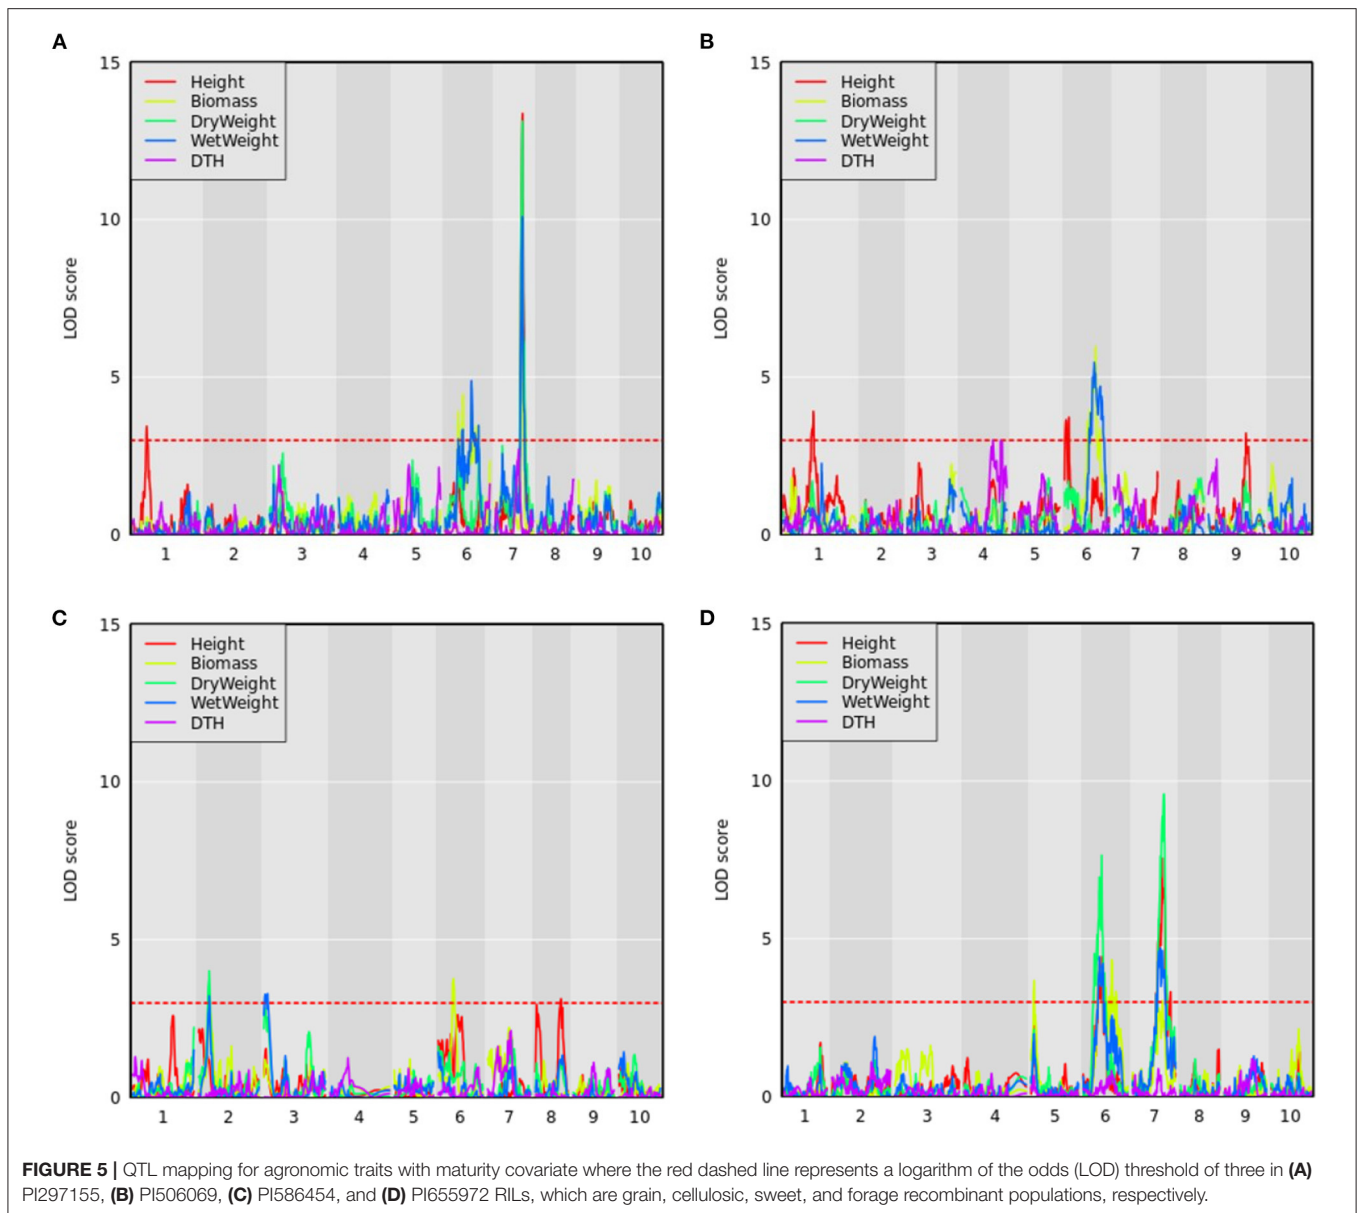 A
15
10
5
0
LOD score
Height
Biomass
DryWeight
WetWeight
DTH
1 2 3 4 5 6 7 8 9 10
B
15
10
5
0
LOD score
Height
Biomass
DryWeight
WetWeight
DTH
1 2 3 4 5 6 7 8 9 10
C
15
10
5
0
LOD score
Height
Biomass
DryWeight
WetWeight
DTH
1 2 3 4 5 6 7 8 9 10
D
15
10
5
0
LOD score
Height
Biomass
DryWeight
WetWeight
DTH
1 2 3 4 5 6 7 8 9 10
FIGURE 5 | QTL mapping for agronomic traits with maturity covariate where the red dashed line represents a logarithm of the odds (LOD) threshold of three in (A)
PI297155, (B) PI506069, (C) PI586454, and (D) PI655972 RILs, which are grain, cellulosic, sweet, and forage recombinant populations, respectively.